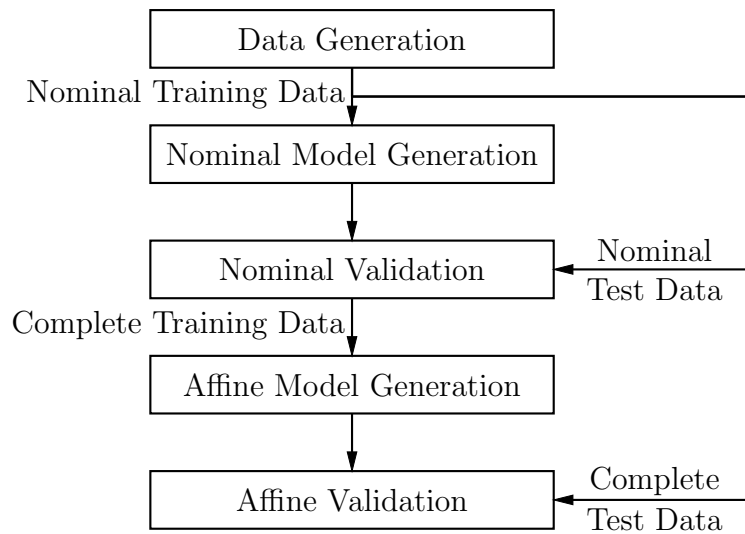 Data Generation
Nominal Training Data
Nominal Model Generation
Nominal Validation
Nominal
Test Data
Complete Training Data
Affine Model Generation
Affine Validation
Complete
Test Data